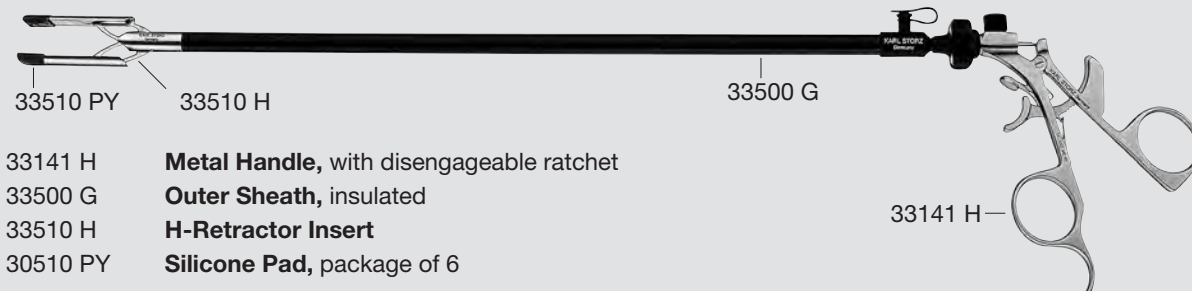 KARL STORZ
Germany
33510 PY
33510 H
33500 G
33141 H
33141 H Metal Handle, with disengageable ratchet
33500 G Outer Sheath, insulated
33510 H H-Retractor Insert
30510 PY Silicone Pad, package of 6